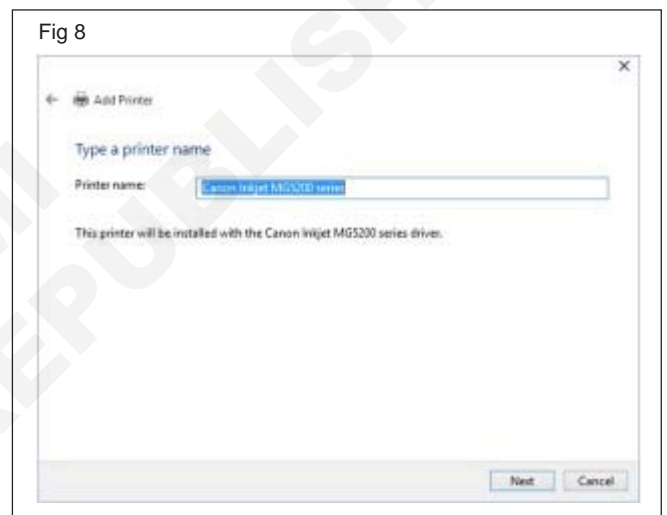 Fig 8
Add Printer
Type a printer name
Printer name: Canon Inkjet MG5200 series
This printer will be installed with the Canon Inkjet MG5200 series driver.
Next Cancel